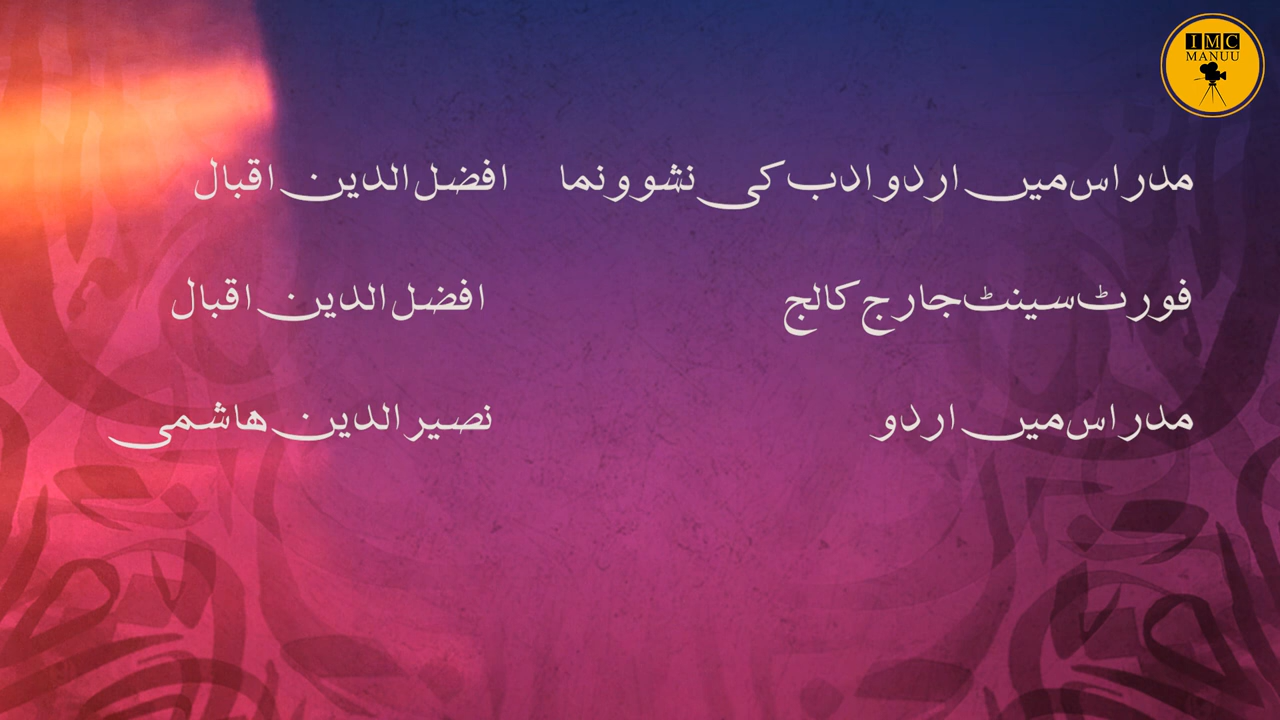 IMC
MANUU
مدراس میں اردو ادب کی نشوونما افضل الدین اقبال
فورٹ سینٹ جارج کالج افضل الدین اقبال
مدراس میں اردو نصیر الدین ھاشمی